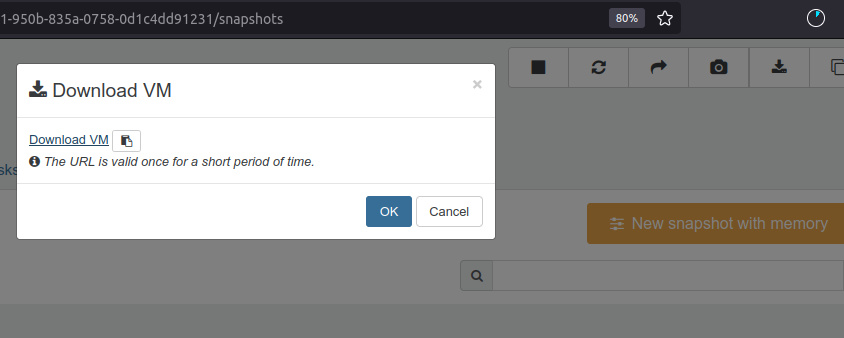 1-950b-835a-0758-0d1c4dd91231/snapshots
80%
Download VM
×
Download VM
The URL is valid once for a short period of time.
sks
OK
Cancel
New snapshot with memory